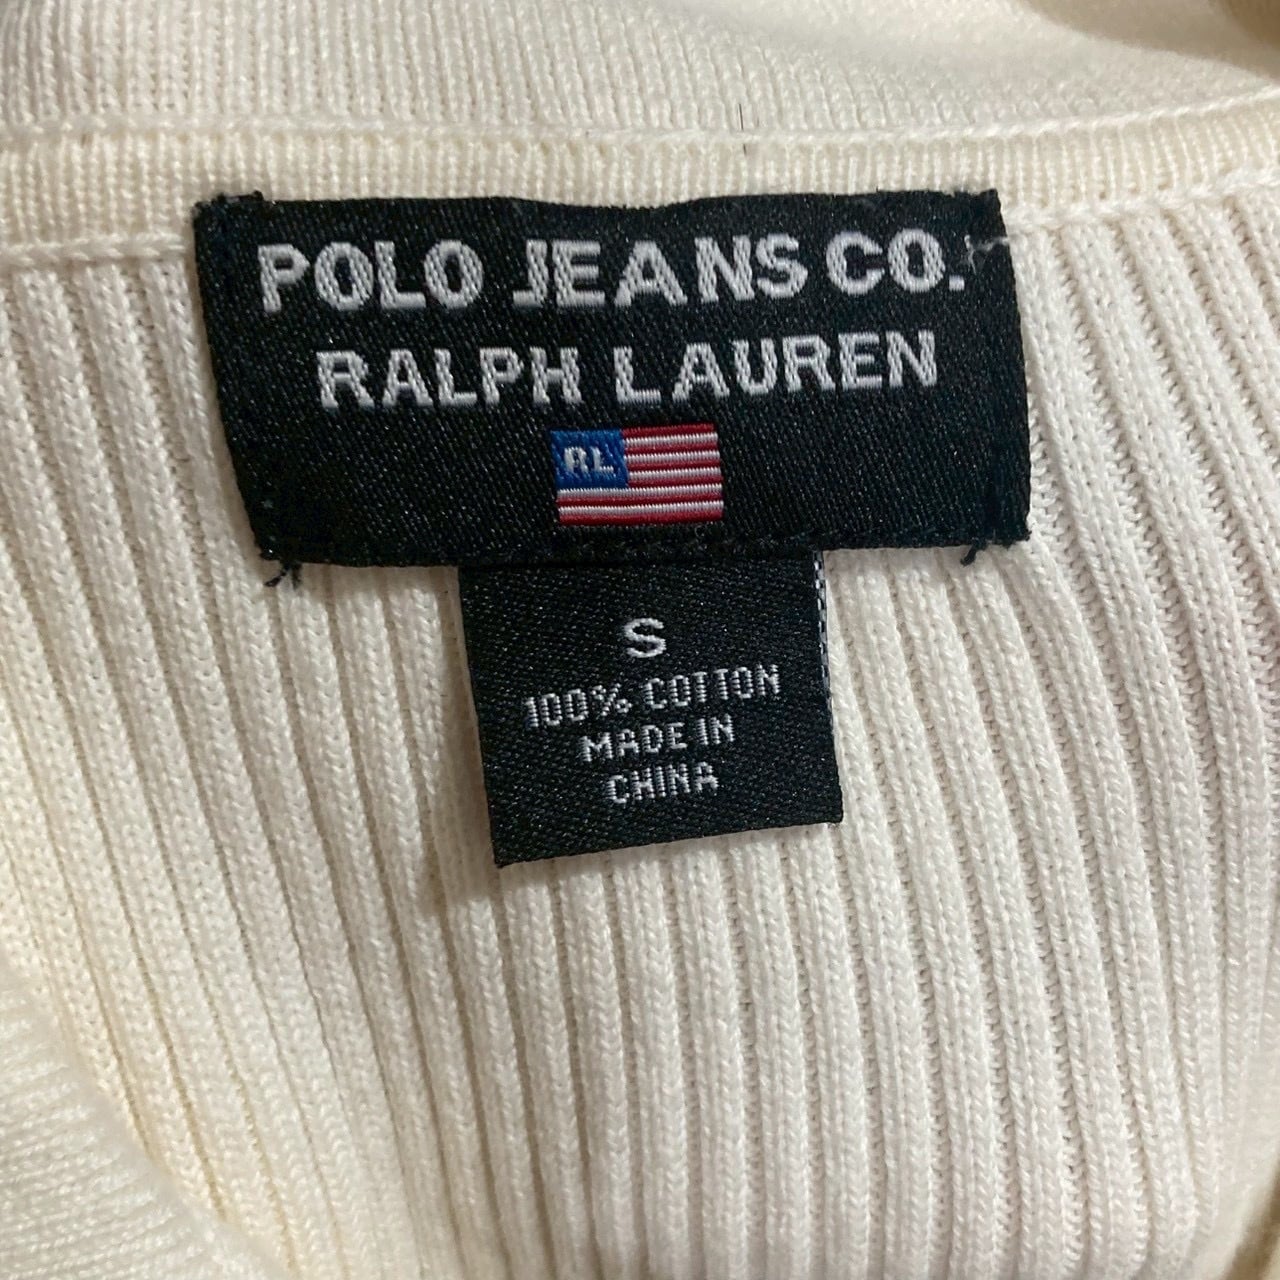 POLO JEANS CO.
RALPH LAUREN
RL
S
100% COTTON
MADE IN
CHINA